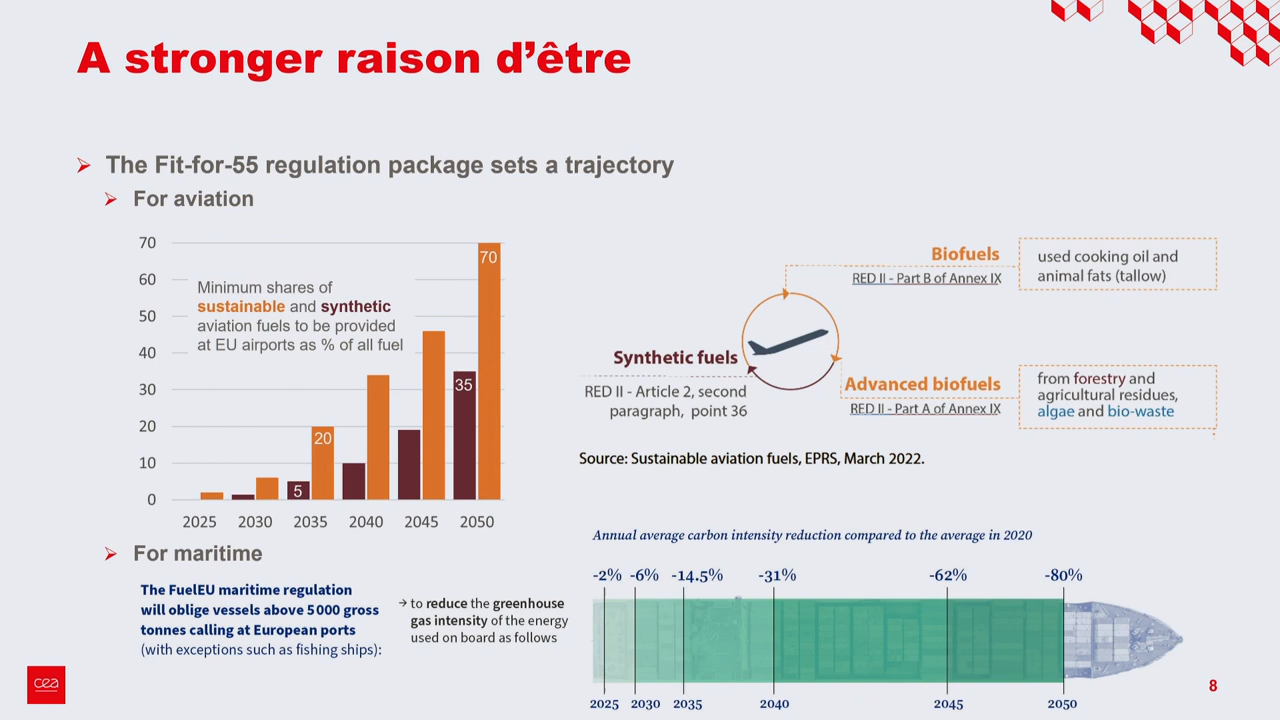 A stronger raison d’être
The Fit-for-55 regulation package sets a trajectory
For aviation
70
60
50
40
30
20
10
0
Minimum shares of
sustainable and synthetic
aviation fuels to be provided
at EU airports as % of all fuel
5
20
35
70
2025 2030 2035 2040 2045 2050
Biofuels
RED II - Part B of Annex IX
used cooking oil and
animal fats (tallow)
Synthetic fuels
RED II - Article 2, second
paragraph, point 36
Advanced biofuels
RED II - Part A of Annex IX
from forestry and
agricultural residues,
algae and bio-waste
Source: Sustainable aviation fuels, EPRS, March 2022.
For maritime
The FuelEU maritime regulation
will oblige vessels above 5 000 gross
tonnes calling at European ports
(with exceptions such as fishing ships):
→ to reduce the greenhouse
gas intensity of the energy
used on board as follows
Annual average carbon intensity reduction compared to the average in 2020
-2% -6% -14.5% -31% -62% -80%
2025 2030 2035 2040 2045 2050
cea
8